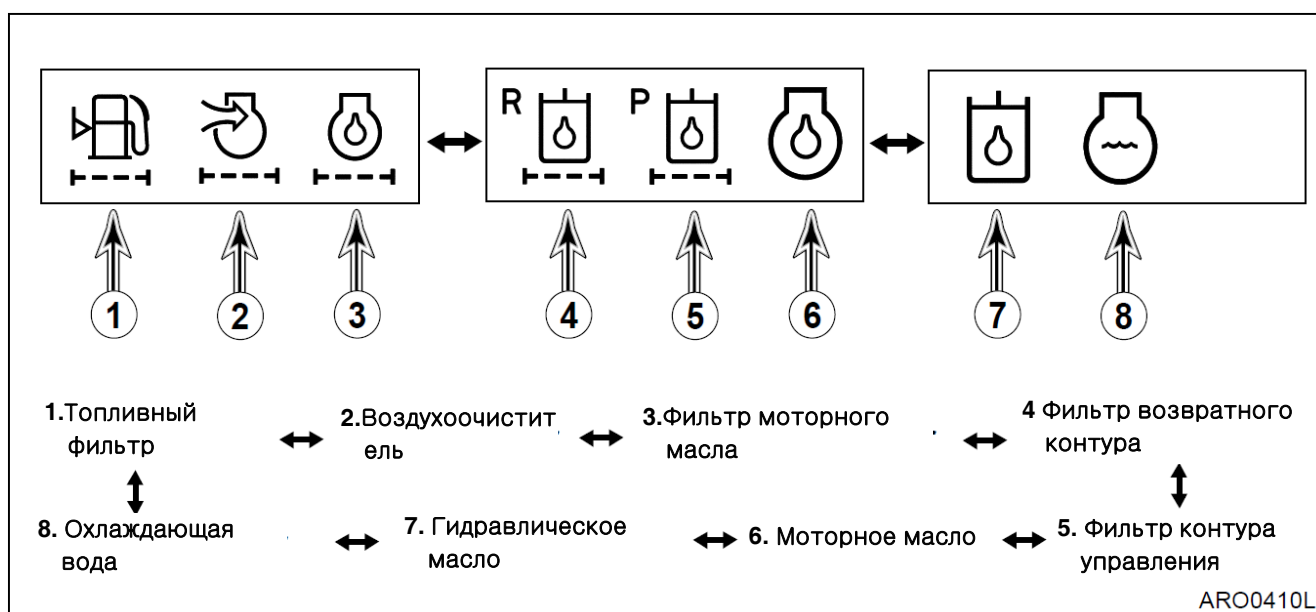 R
P
1
2
3
4
5
6
7
8
1.Топливный
фильтр
2.Воздухоочистит
ель
3.Фильтр моторного
масла
4 Фильтр возвратного
контура
8. Охлаждающая
вода
7. Гидравлическое
масло
6. Моторное масло
5. Фильтр контура
управления
ARO0410L